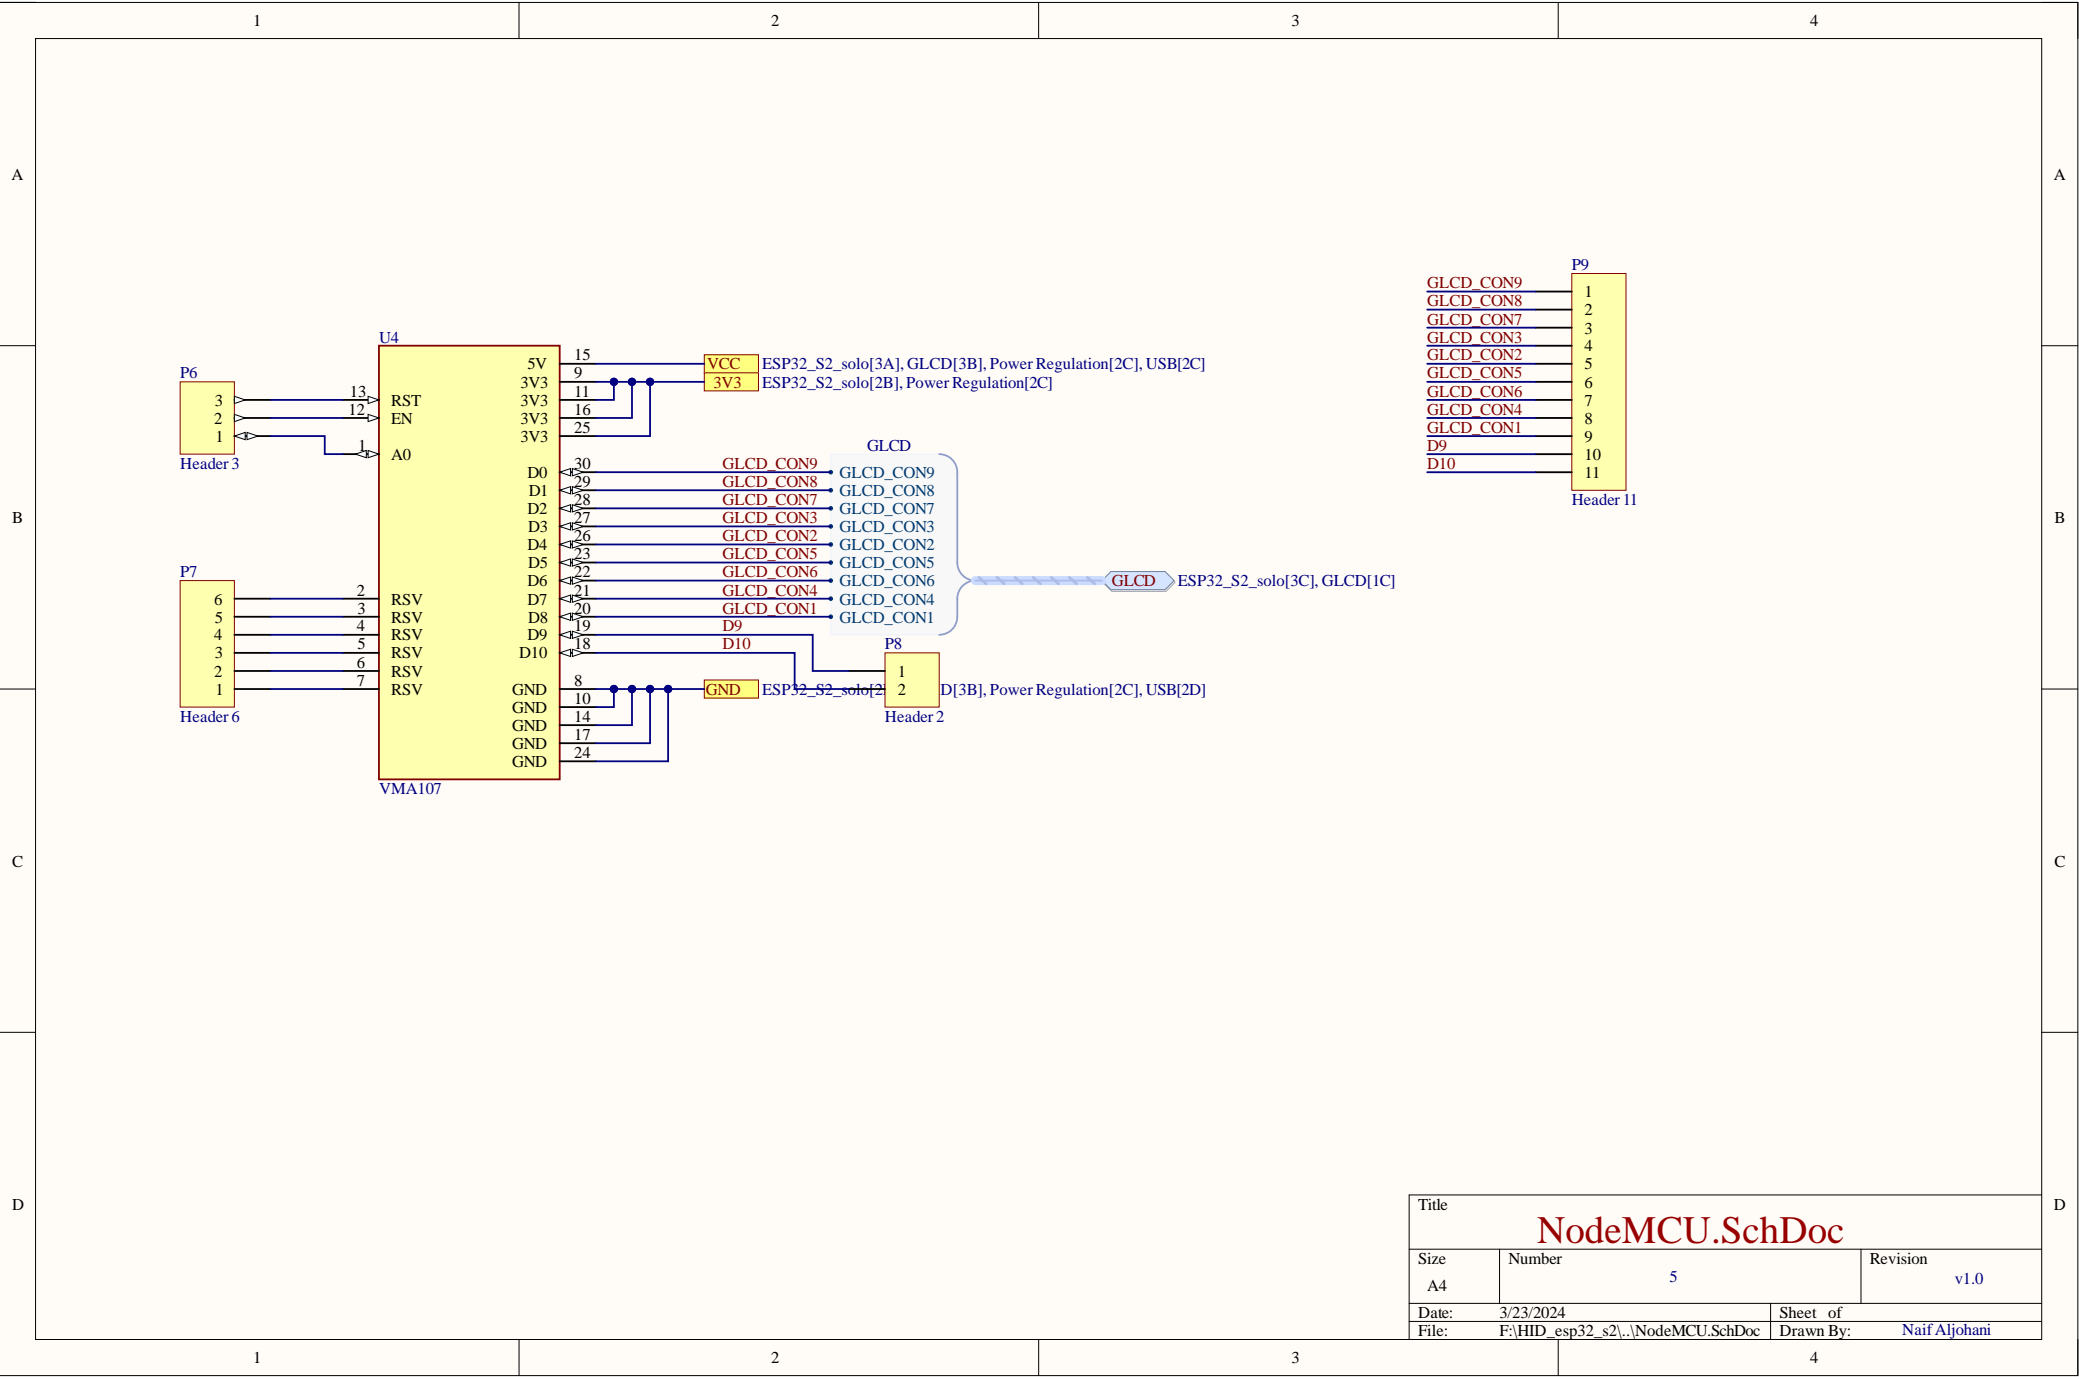 1 2 3 4
A A
B B
C C
D D
P6
3
2
1
Header 3
P7
6
5
4
3
2
1
Header 6
U4
13 RST
12 EN
1 A0
2 RSV
3 RSV
4 RSV
5 RSV
6 RSV
7 RSV
5V 15
3V3 9
3V3 11
3V3 16
3V3 25
D0 30
D1 29
D2 28
D3 27
D4 26
D5 23
D6 22
D7 21
D8 20
D9 19
D10 18
GND 8
GND 10
GND 14
GND 17
GND 24
VMA107
VCC ESP32_S2_solo[3A], GLCD[3B], Power Regulation[2C], USB[2C]
3V3 ESP32_S2_solo[2B], Power Regulation[2C]
GLCD
GLCD_CON9 GLCD_CON9
GLCD_CON8 GLCD_CON8
GLCD_CON7 GLCD_CON7
GLCD_CON3 GLCD_CON3
GLCD_CON2 GLCD_CON2
GLCD_CON5 GLCD_CON5
GLCD_CON6 GLCD_CON6
GLCD_CON4 GLCD_CON4
GLCD_CON1 GLCD_CON1
D9
D10
GLCD ESP32_S2_solo[3C], GLCD[1C]
P8
1
2
Header 2
GND ESP32_S2_solo[2 D[3B], Power Regulation[2C], USB[2D]
P9
GLCD_CON9 1
GLCD_CON8 2
GLCD_CON7 3
GLCD_CON3 4
GLCD_CON2 5
GLCD_CON5 6
GLCD_CON6 7
GLCD_CON4 8
GLCD_CON1 9
D9 10
D10 11
Header 11
Title
NodeMCU.SchDoc
Size Number Revision
A4 5 v1.0
Date: 3/23/2024 Sheet of
File: F:\HID_esp32_s2\..\NodeMCU.SchDoc Drawn By: Naif Aljohani
1 2 3 4